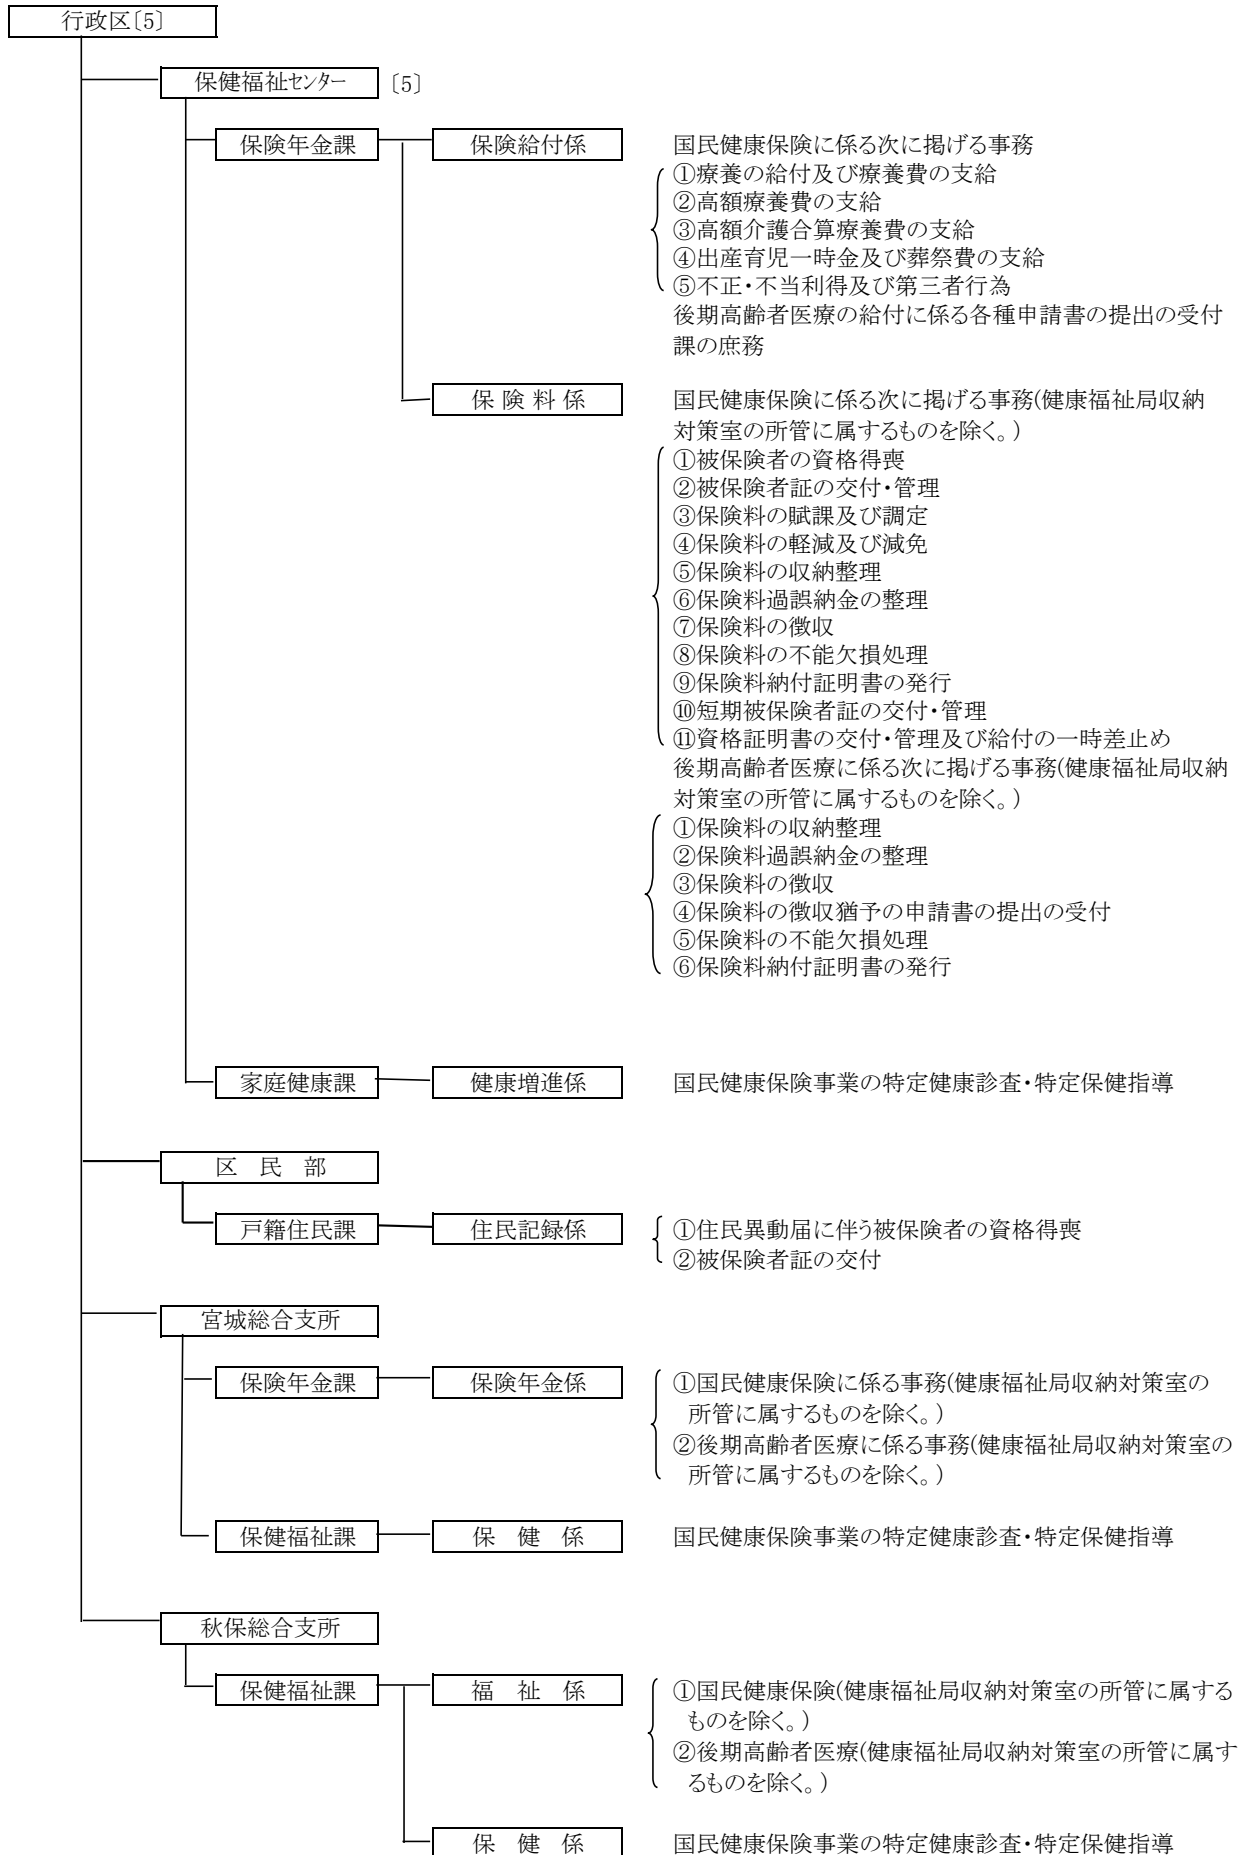 行政区〔5〕
保健福祉センター 〔5〕
保険年金課 保険給付係 国民健康保険に係る次に掲げる事務
①療養の給付及び療養費の支給
②高額療養費の支給
③高額介護合算療養費の支給
④出産育児一時金及び葬祭費の支給
⑤不正・不当利得及び第三者行為
後期高齢者医療の給付に係る各種申請書の提出の受付
課の庶務
保 険 料 係 国民健康保険に係る次に掲げる事務(健康福祉局収納
対策室の所管に属するものを除く。)
①被保険者の資格得喪
②被保険者証の交付・管理
③保険料の賦課及び調定
④保険料の軽減及び減免
⑤保険料の収納整理
⑥保険料過誤納金の整理
⑦保険料の徴収
⑧保険料の不能欠損処理
⑨保険料納付証明書の発行
⑩短期被保険者証の交付・管理
⑪資格証明書の交付・管理及び給付の一時差止め
後期高齢者医療に係る次に掲げる事務(健康福祉局収納
対策室の所管に属するものを除く。)
①保険料の収納整理
②保険料過誤納金の整理
③保険料の徴収
④保険料の徴収猶予の申請書の提出の受付
⑤保険料の不能欠損処理
⑥保険料納付証明書の発行
家庭健康課 健康増進係 国民健康保険事業の特定健康診査・特定保健指導
区 民 部
戸籍住民課 住民記録係 ①住民異動届に伴う被保険者の資格得喪
②被保険者証の交付
宮城総合支所
保険年金課 保険年金係 ①国民健康保険に係る事務(健康福祉局収納対策室の
所管に属するものを除く。)
②後期高齢者医療に係る事務(健康福祉局収納対策室の
所管に属するものを除く。)
保健福祉課 保 健 係 国民健康保険事業の特定健康診査・特定保健指導
秋保総合支所
保健福祉課 福 祉 係 ①国民健康保険(健康福祉局収納対策室の所管に属する
ものを除く。)
②後期高齢者医療(健康福祉局収納対策室の所管に属す
るものを除く。)
保 健 係 国民健康保険事業の特定健康診査・特定保健指導